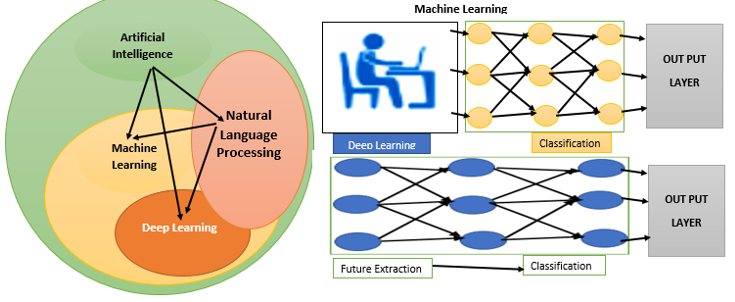 Artificial
Intelligence
Natural
Language
Processing
Machine
Learning
Deep Learning
Machine Learning
OUT PUT
LAYER
Deep Learning
Classification
OUT PUT
LAYER
Future Extraction
Classification